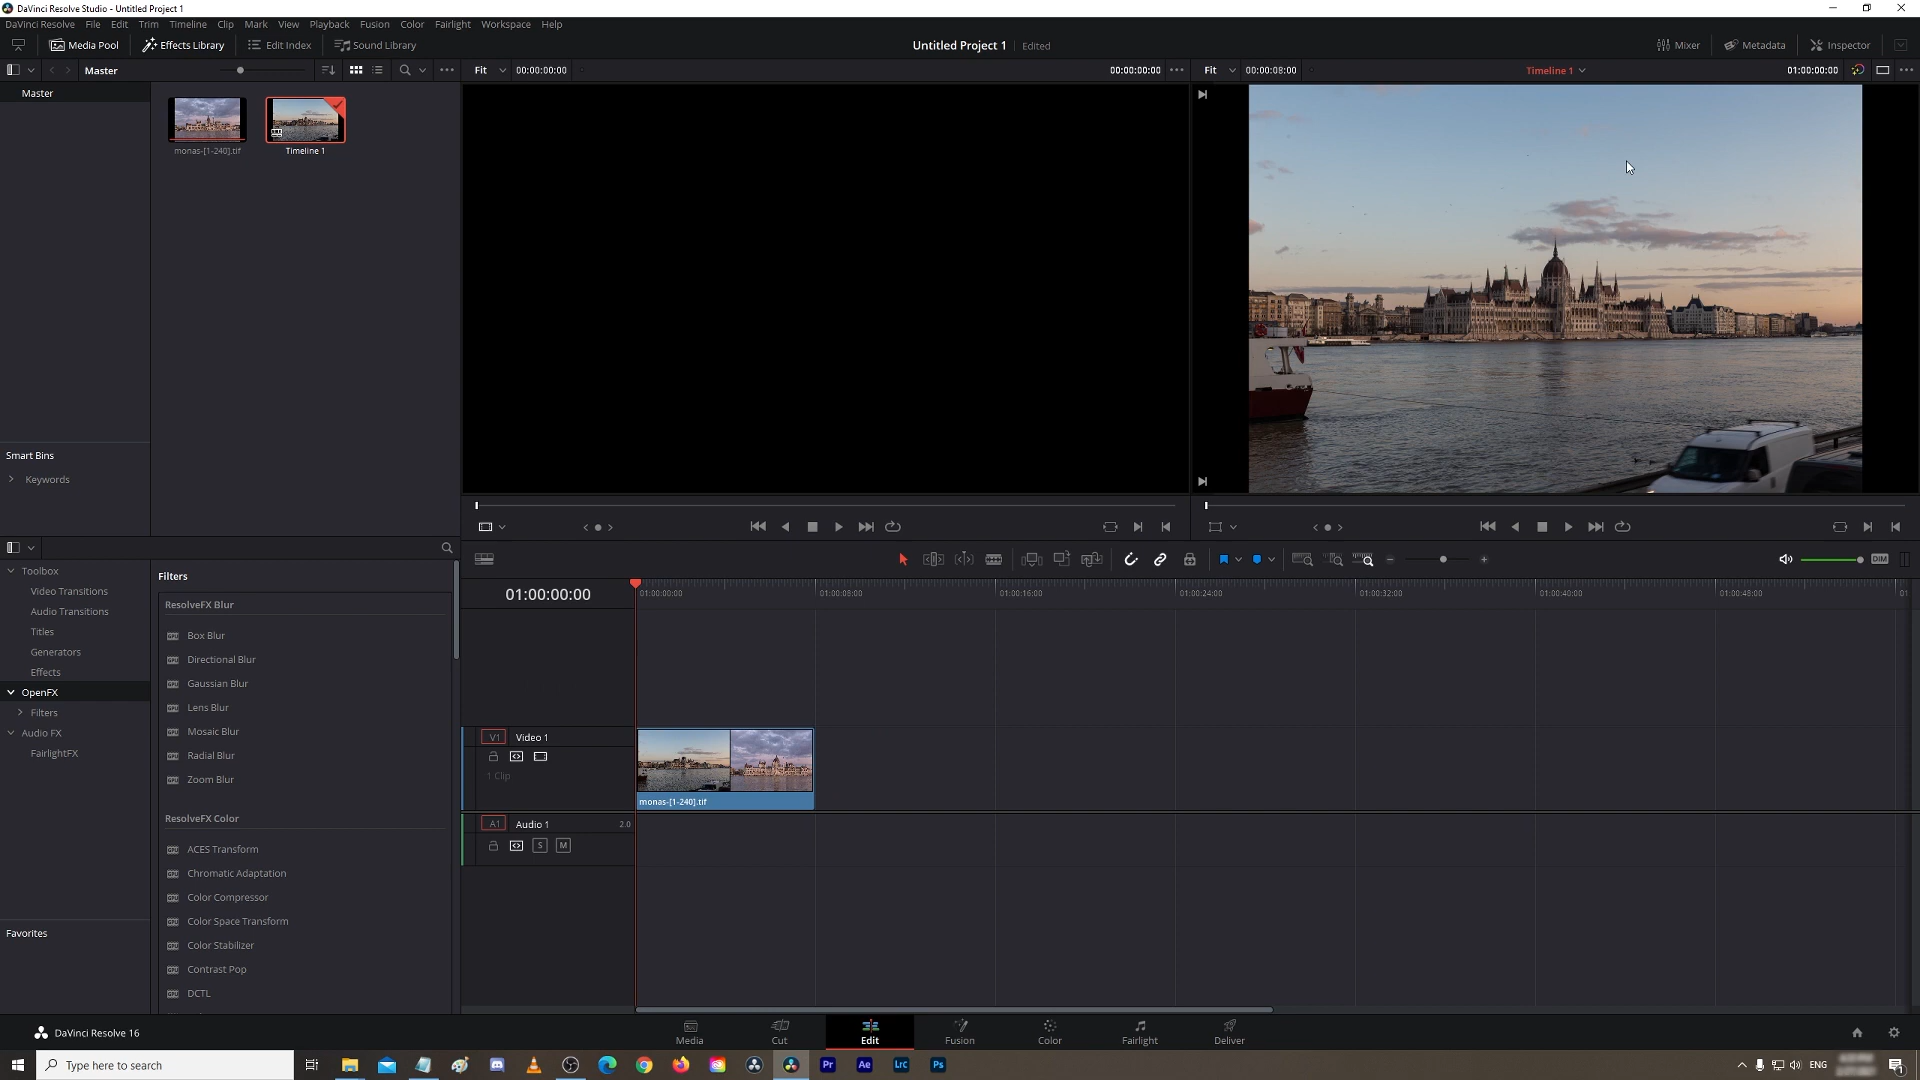 DaVinci Resolve Studio - Untitled Project 1
DaVinci Resolve File Edit Trim Timeline Clip Mark View Playback Fusion Color Fairlight Workspace Help
Media Pool Effects Library Edit Index Sound Library Untitled Project 1 Edited Mixer Metadata Inspector
Master Fit 00:00:00:00 00:00:00:00 Fit 00:00:08:00 Timeline 1 01:00:00:00
Master
monas-[1-240].tif Timeline 1
Smart Bins
Keywords
DIM
Toolbox
Video Transitions
Audio Transitions
Titles
Generators
Effects
OpenFX
Filters
Audio FX
FairlightFX
Favorites
Filters
ResolveFX Blur
Box Blur
Directional Blur
Gaussian Blur
Lens Blur
Mosaic Blur
Radial Blur
Zoom Blur
ResolveFX Color
ACES Transform
Chromatic Adaptation
Color Compressor
Color Space Transform
Color Stabilizer
Contrast Pop
DCTL
01:00:00:00 01:00:00:00 01:00:08:00 01:00:16:00 01:00:24:00 01:00:32:00 01:00:40:00 01:00:48:00 01
V1 Video 1
1 Clip
monas-[1-240].tif
A1 Audio 1 2.0
S M
DaVinci Resolve 16
Media Cut Edit Fusion Color Fairlight Deliver
Type here to search
Pr Ae Lrc Ps
ENG
1